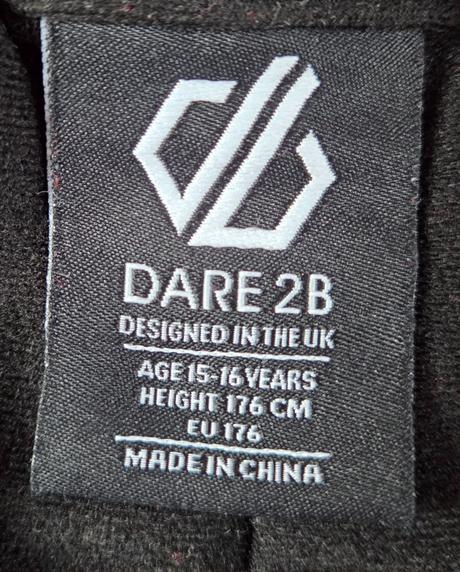 DARE 2B
DESIGNED IN THE UK
AGE 15-16 YEARS
HEIGHT 176 CM
EU 176
MADE IN CHINA